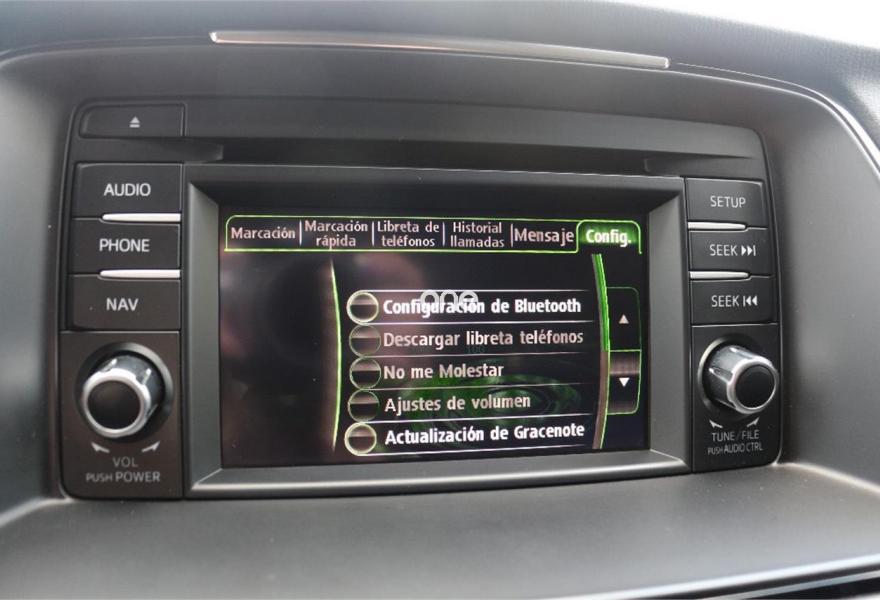 AUDIO
PHONE
NAV
VOL
PUSH POWER
Marcación
Marcación
rápida
Libreta de
teléfonos
Historial
llamadas
Mensaje
Config.
Configuración de Bluetooth
one
Descargar libreta teléfonos
No me Molestar
Ajustes de volumen
Actualización de Gracenote
SETUP
SEEK
SEEK
TUNE/FILE
PUSH AUDIO CTRL